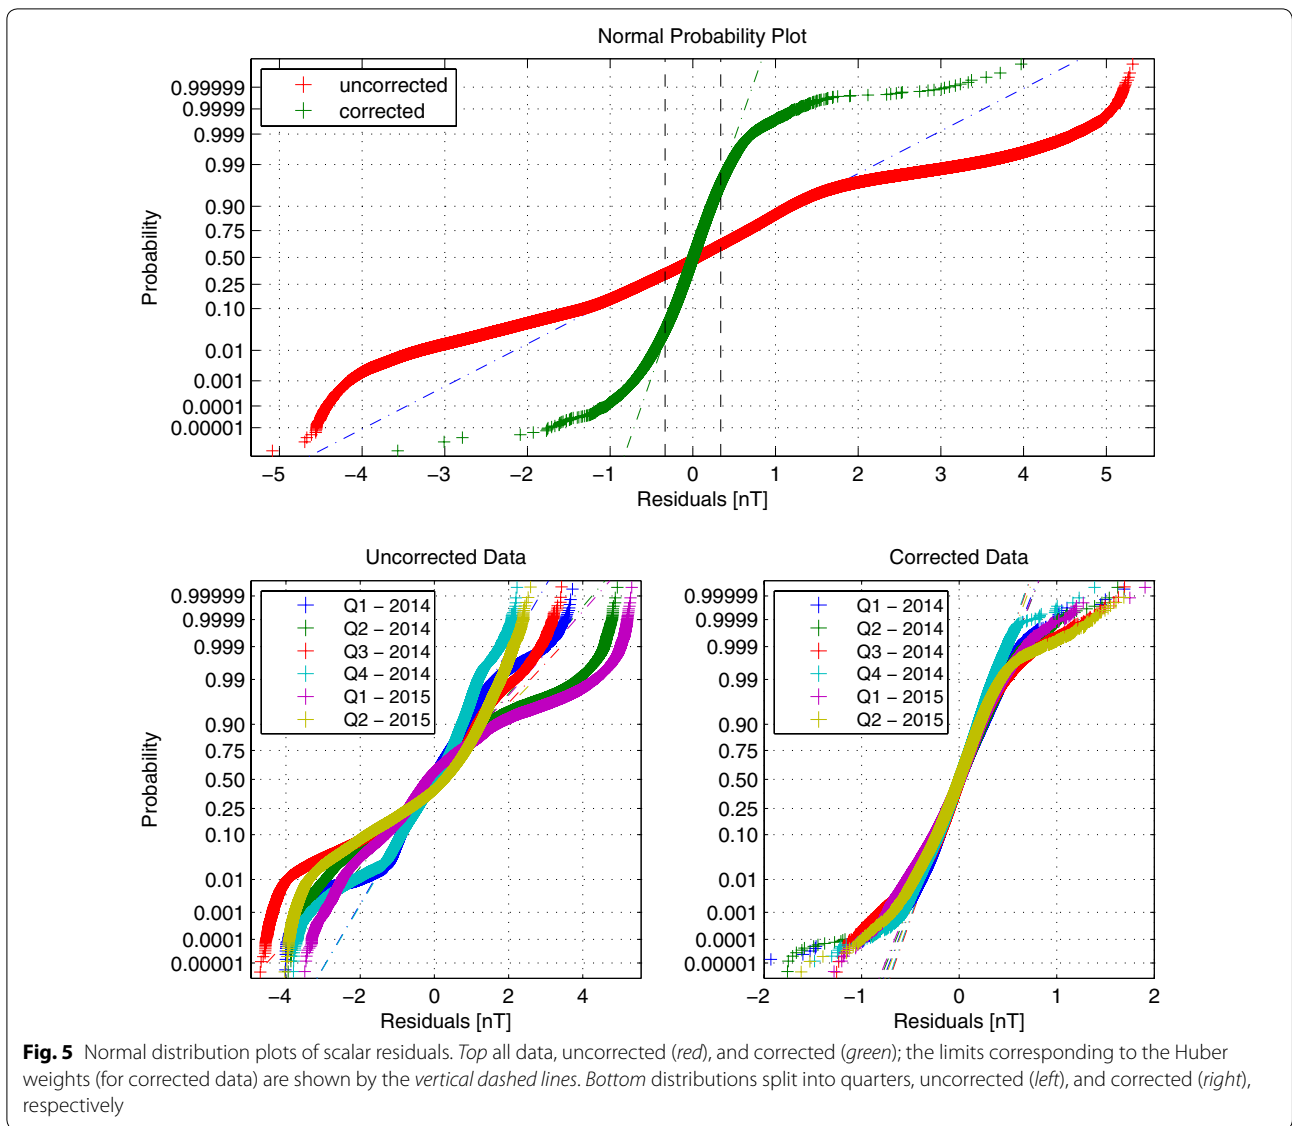 Normal Probability Plot
uncorrected
corrected
0.99999
0.9999
0.999
0.99
0.90
0.75
0.50
0.25
0.10
0.01
0.001
0.0001
0.00001
Probability
−5 −4 −3 −2 −1 0 1 2 3 4 5
Residuals [nT]
Uncorrected Data
Q1 − 2014
Q2 − 2014
Q3 − 2014
Q4 − 2014
Q1 − 2015
Q2 − 2015
0.99999
0.9999
0.999
0.99
0.90
0.75
0.50
0.25
0.10
0.01
0.001
0.0001
0.00001
Probability
−4 −2 0 2 4
Residuals [nT]
Corrected Data
Q1 − 2014
Q2 − 2014
Q3 − 2014
Q4 − 2014
Q1 − 2015
Q2 − 2015
0.99999
0.9999
0.999
0.99
0.90
0.75
0.50
0.25
0.10
0.01
0.001
0.0001
0.00001
−2 −1 0 1 2
Residuals [nT]
Fig. 5 Normal distribution plots of scalar residuals. Top all data, uncorrected (red), and corrected (green); the limits corresponding to the Huber
weights (for corrected data) are shown by the vertical dashed lines. Bottom distributions split into quarters, uncorrected (left), and corrected (right),
respectively